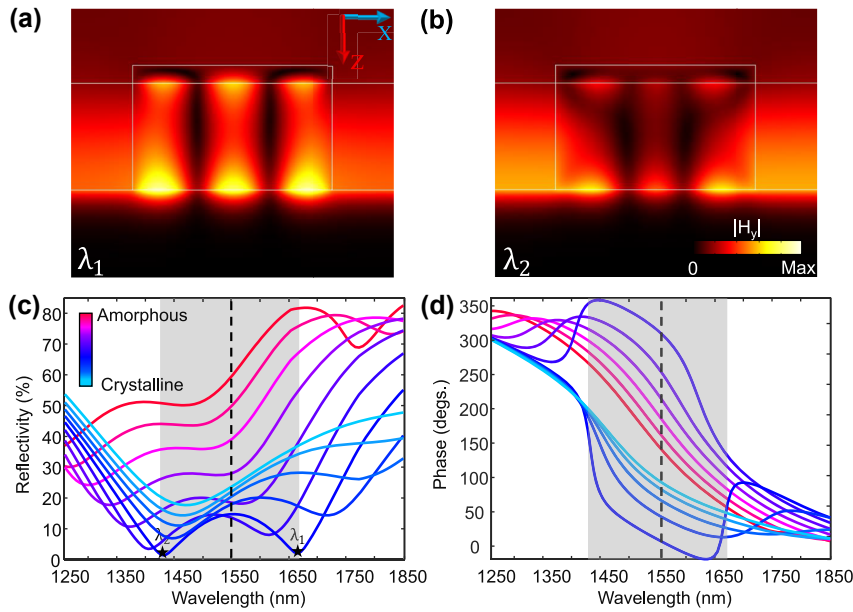 (a)
X
Z
λ1
(b)
|Hy|
0 Max
λ2
(c)
Amorphous
Crystalline
Reflectivity (%)
80
70
60
50
40
30
20
10
0
λ2
λ1
1250 1350 1450 1550 1650 1750 1850
Wavelength (nm)
(d)
Phase (degs.)
350
300
250
200
150
100
50
0
1250 1350 1450 1550 1650 1750 1850
Wavelength (nm)